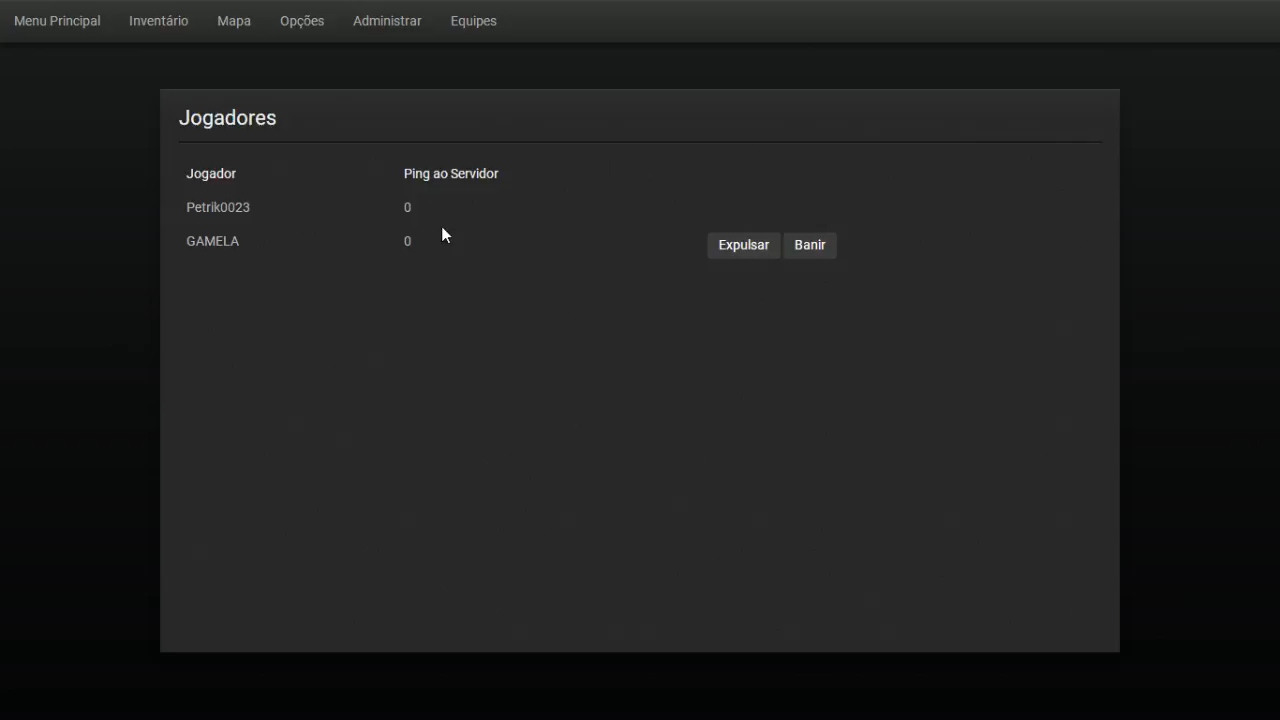 Menu Principal Inventário Mapa Opções Administrar Equipes
Jogadores
Jogador Ping ao Servidor
Petrik0023 0
GAMELA 0 Expulsar Banir